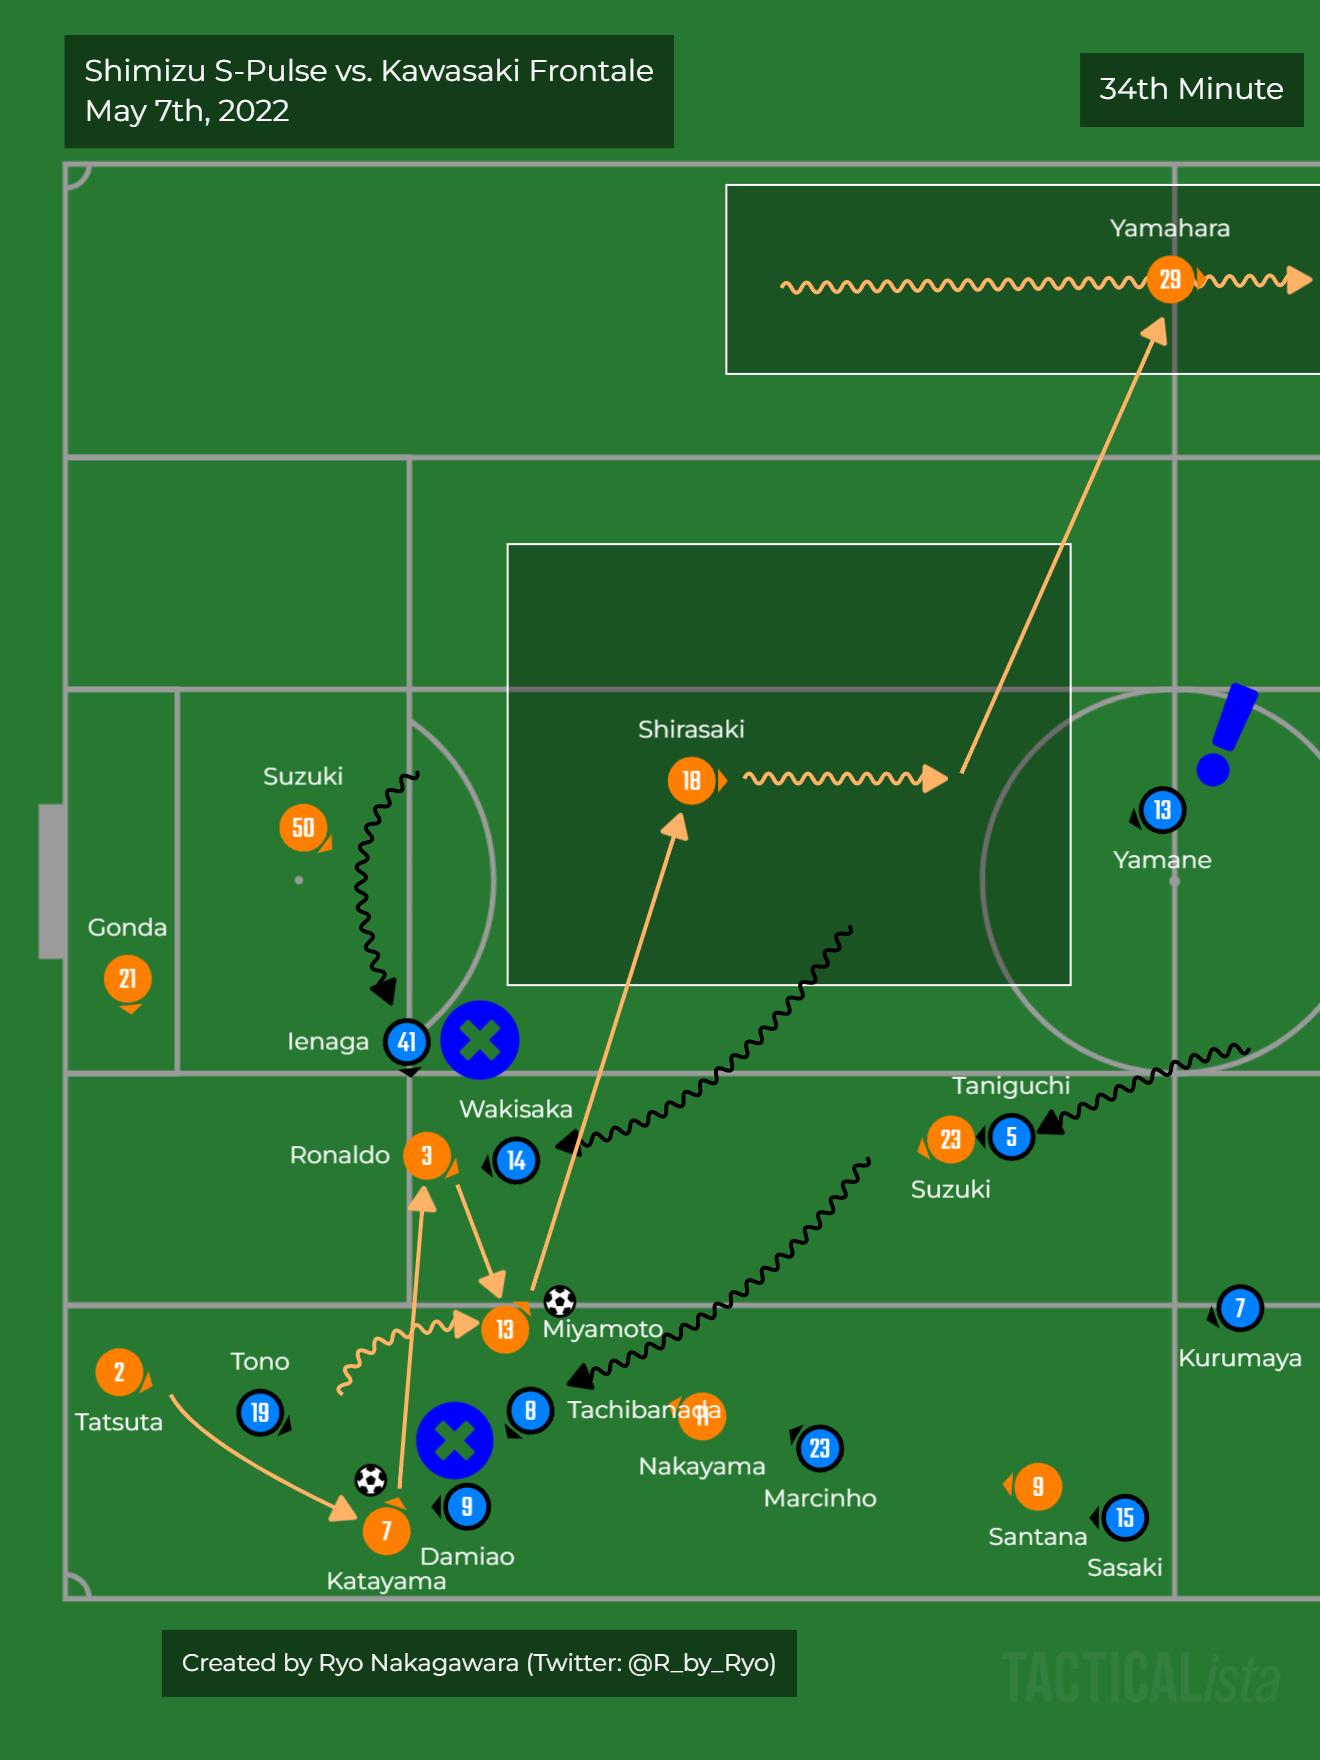 Shimizu S-Pulse vs. Kawasaki Frontale
May 7th, 2022
34th Minute
Yamahara
29
Shirasaki
18
Suzuki
50
13
Yamane
Gonda
21
Ienaga
41
Taniguchi
Wakisaka
Ronaldo
3
14
23
5
Suzuki
13
Miyamoto
7
Kurumaya
2
Tatsuta
Tono
19
8
Tachibanada
11
Nakayama
23
Marcinho
9
Santana
15
Sasaki
7
Katayama
9
Damiao
Created by Ryo Nakagawara (Twitter: @R_by_Ryo)
TACTICALista